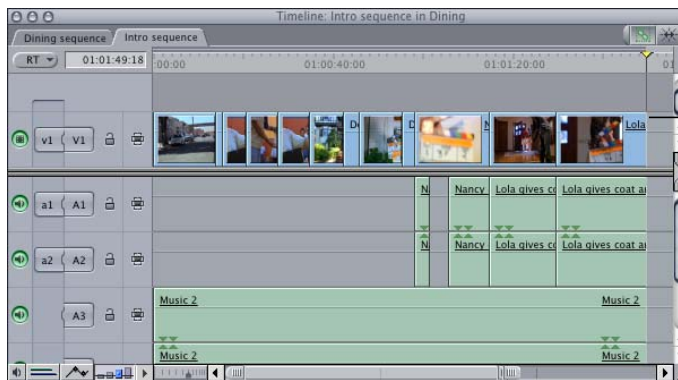 Timeline: Intro sequence in Dining
Dining sequence Intro sequence
RT 01:01:49:18 :00:00 01:00:40:00 01:01:20:00 01
v1 V1 D N Lola
a1 A1 N Nancy Lola gives co Lola gives coat a
a2 A2 N Nancy Lola gives co Lola gives coat a
A3 Music 2 Music 2
Music 2 Music 2